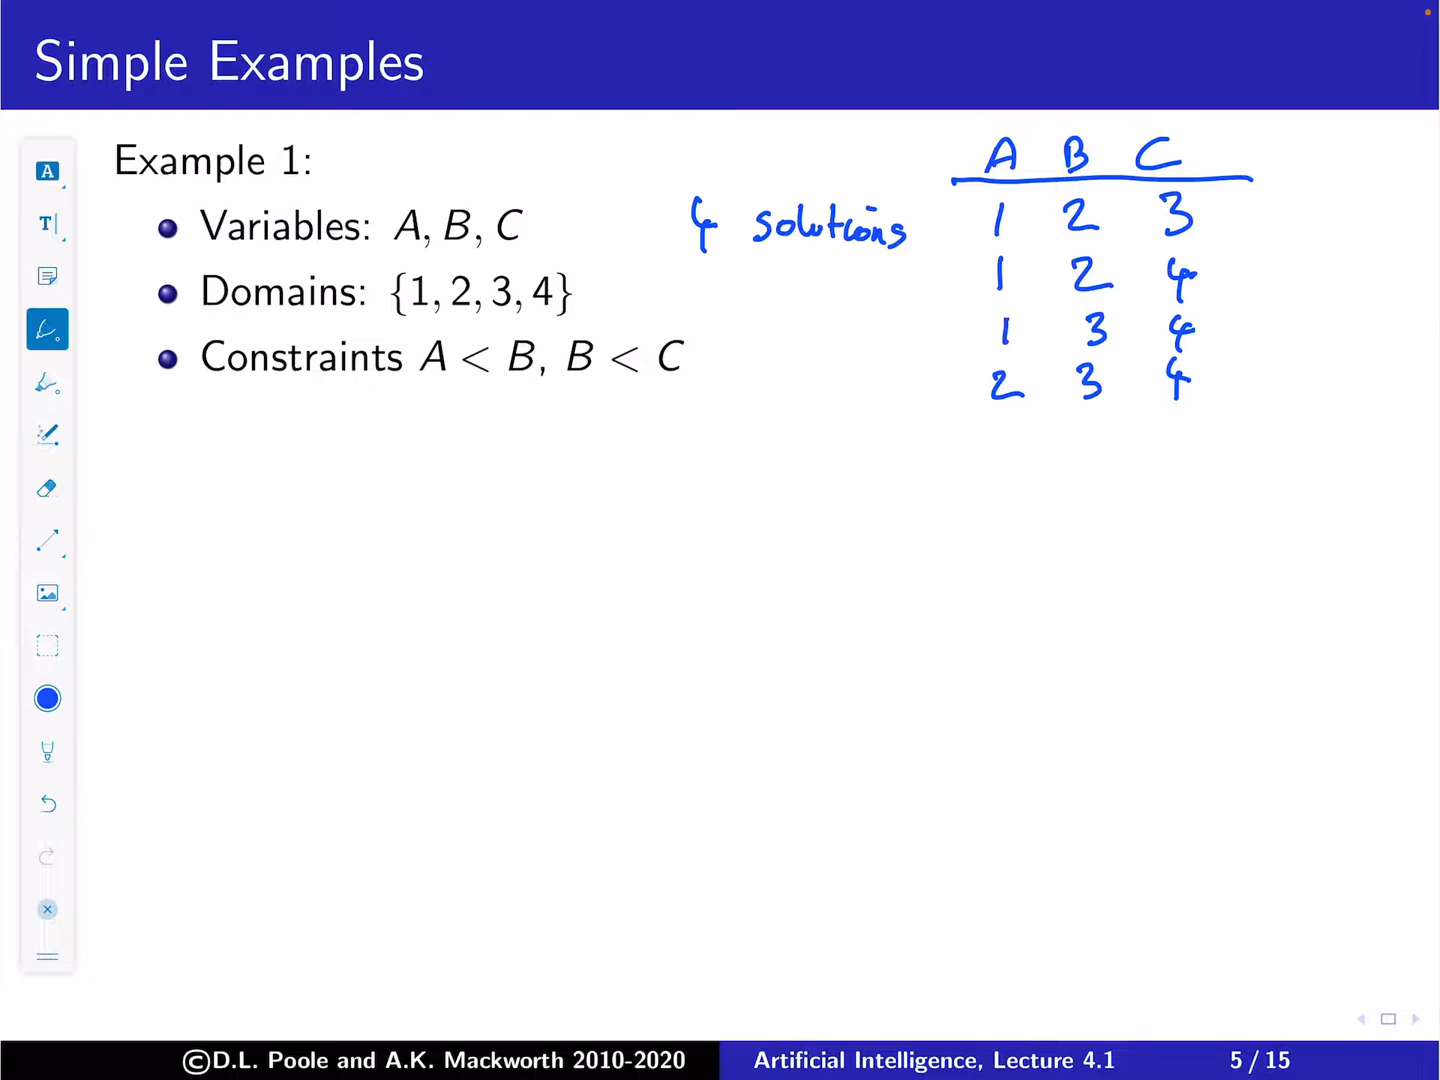 Simple Examples
Example 1:
Variables: A, B, C
Domains: {1, 2, 3, 4}
Constraints A < B, B < C
4 solutions
A B C
1 2 3
1 2 4
1 3 4
2 3 4
A
T
©D.L. Poole and A.K. Mackworth 2010-2020
Artificial Intelligence, Lecture 4.1
5 / 15